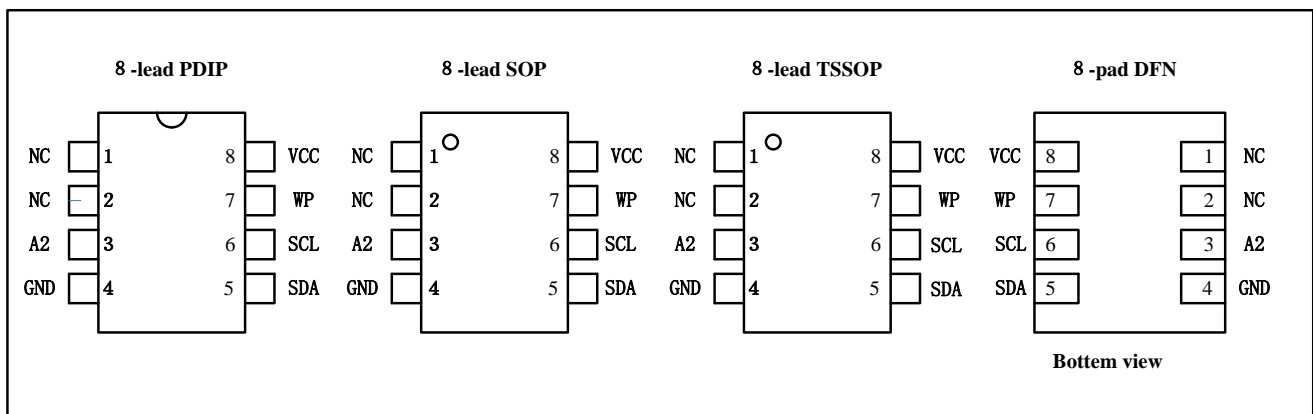 8 -lead PDIP 8 -lead SOP 8 -lead TSSOP 8 -pad DFN
NC 1 8 VCC NC 1 8 VCC NC 1 8 VCC VCC 8 1 NC
NC 2 7 WP NC 2 7 WP NC 2 7 WP WP 7 2 NC
A2 3 6 SCL A2 3 6 SCL A2 3 6 SCL SCL 6 3 A2
GND 4 5 SDA GND 4 5 SDA GND 4 5 SDA SDA 5 4 GND
Bottem view